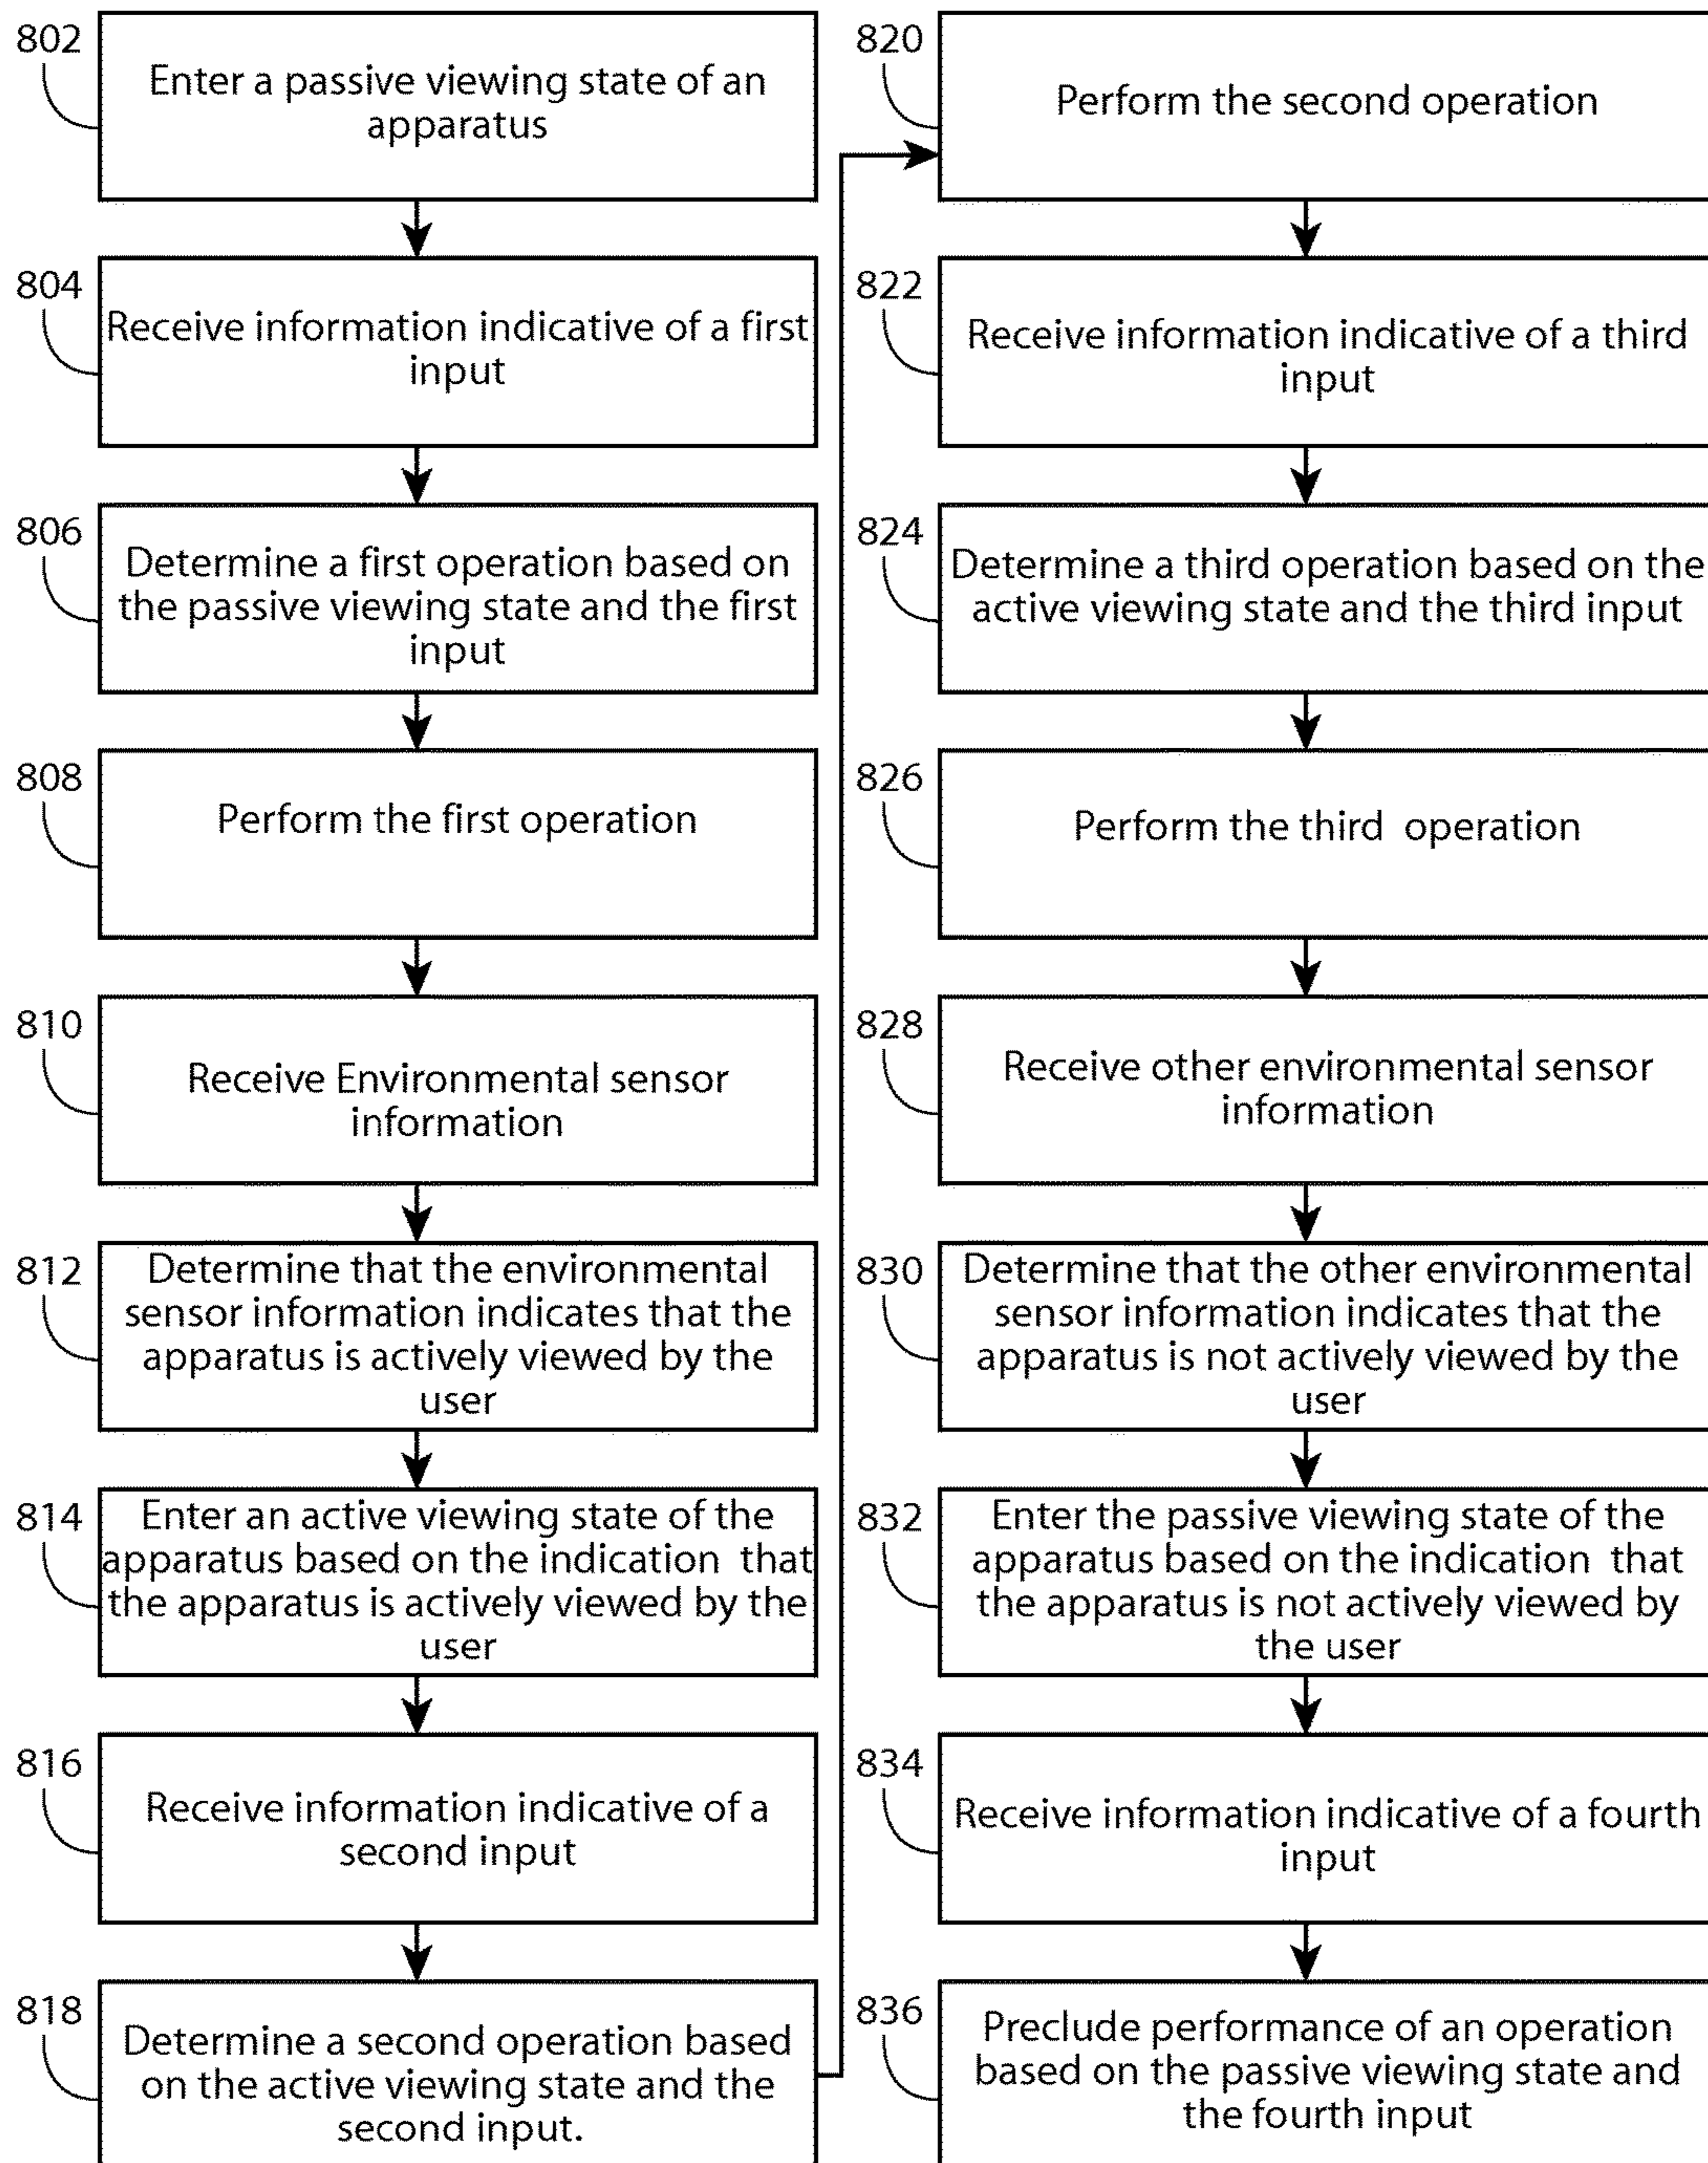 802
Enter a passive viewing state of an
apparatus
804
Receive information indicative of a first
input
806
Determine a first operation based on
the passive viewing state and the first
input
808
Perform the first operation
810
Receive Environmental sensor
information
812
Determine that the environmental
sensor information indicates that the
apparatus is actively viewed by the
user
814
Enter an active viewing state of the
apparatus based on the indication that
the apparatus is actively viewed by the
user
816
Receive information indicative of a
second input
818
Determine a second operation based
on the active viewing state and the
second input.
820
Perform the second operation
822
Receive information indicative of a third
input
824
Determine a third operation based on the
active viewing state and the third input
826
Perform the third operation
828
Receive other environmental sensor
information
830
Determine that the other environmental
sensor information indicates that the
apparatus is not actively viewed by the
user
832
Enter the passive viewing state of the
apparatus based on the indication that
the apparatus is not actively viewed by
the user
834
Receive information indicative of a fourth
input
836
Preclude performance of an operation
based on the passive viewing state and
the fourth input